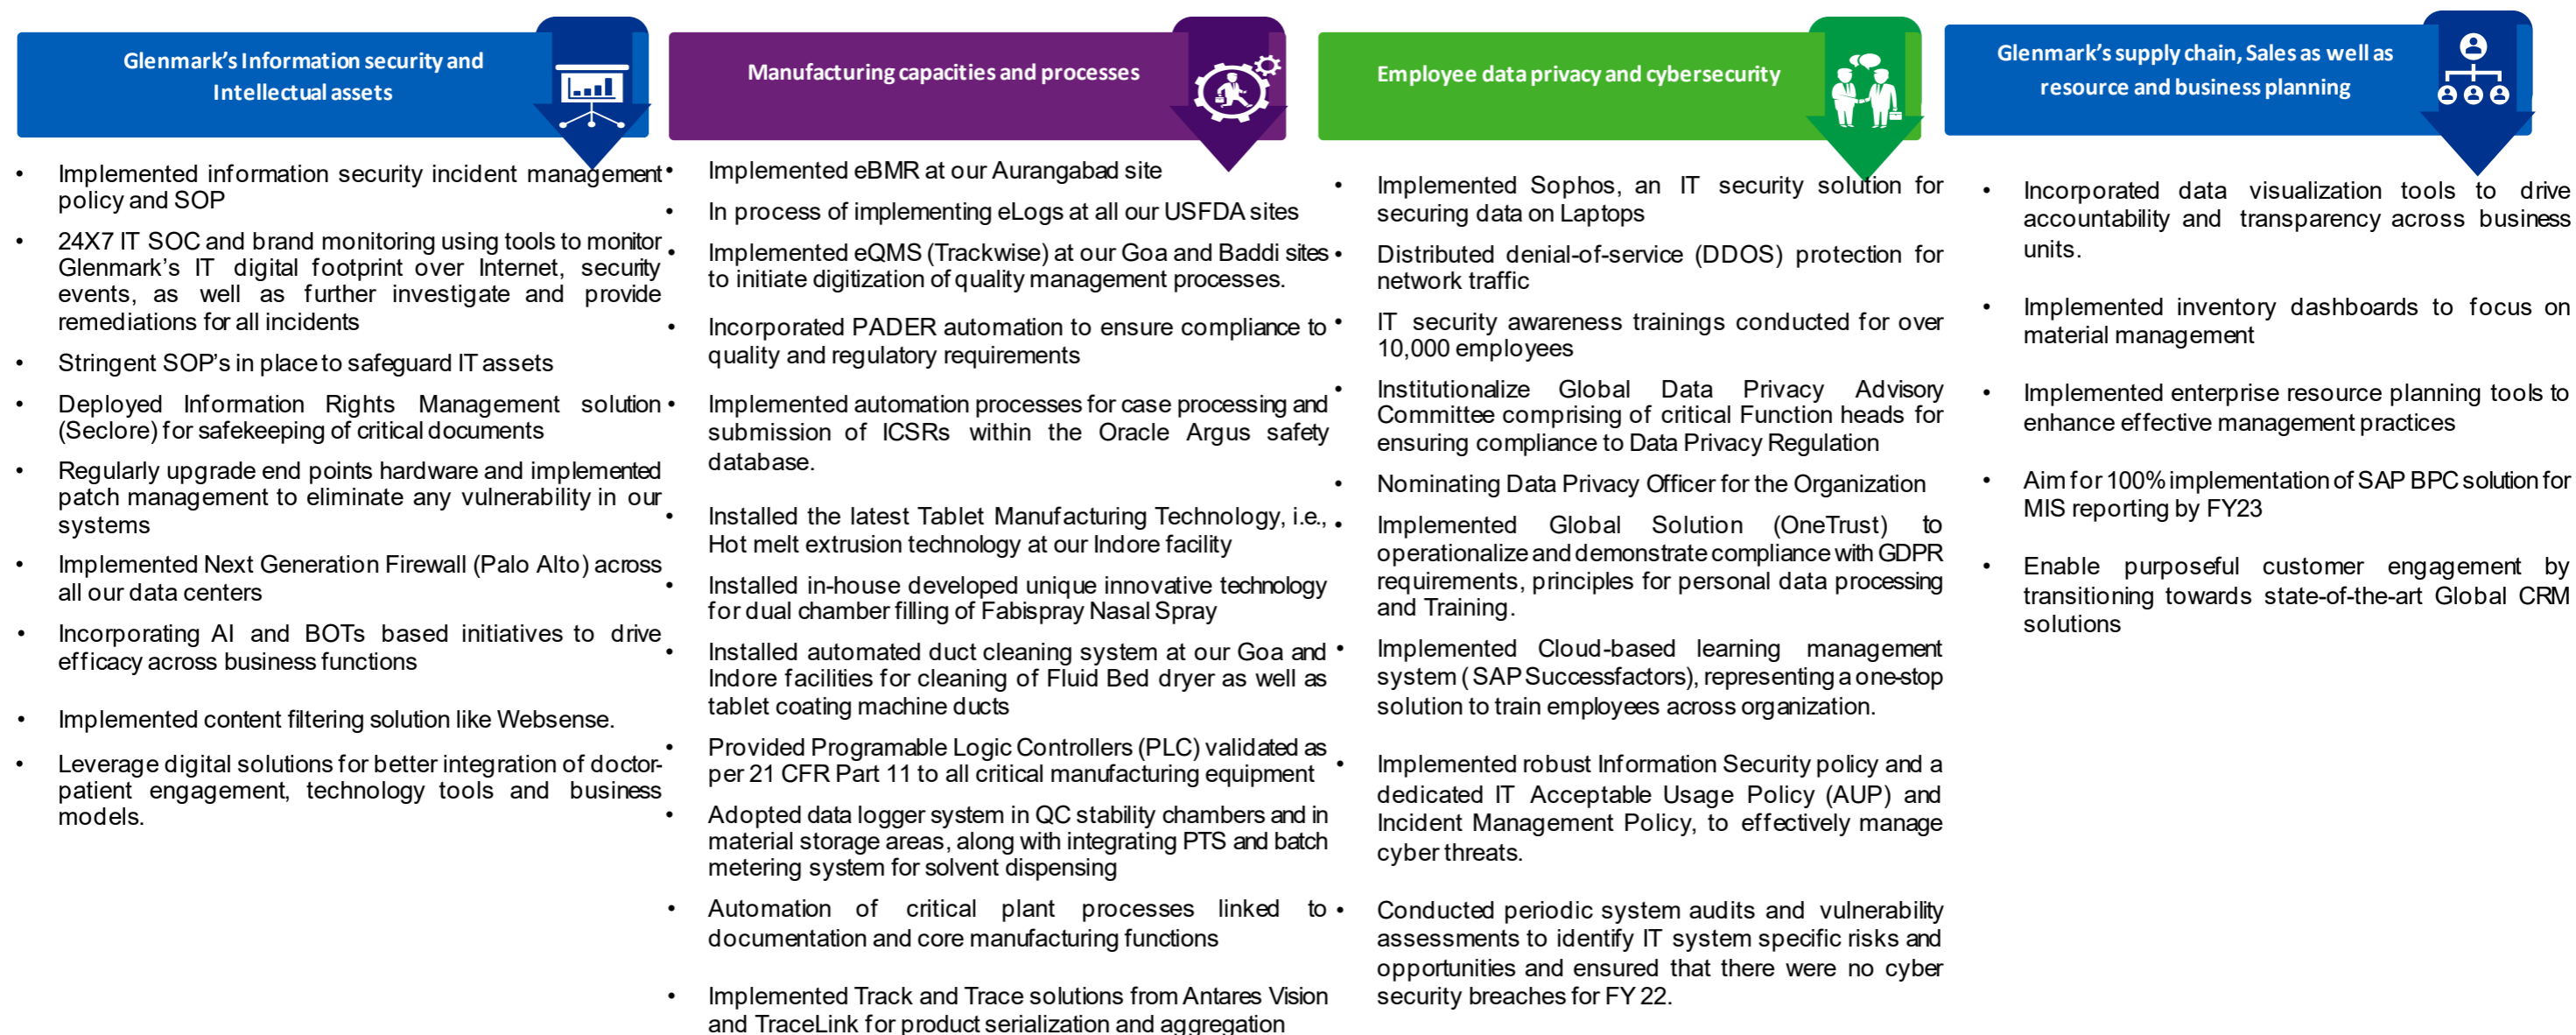 Glenmark's Information security and
Intellectual assets
Implemented information security incident management
policy and SOP
24X7 IT SOC and brand monitoring using tools to monitor
Glenmark's IT digital footprint over Internet, security
events, as well as further investigate and provide
remediations for all incidents
Stringent SOP's in place to safeguard IT assets
Deployed Information Rights Management solution
(Seclore) for safekeeping of critical documents
Regularly upgrade end points hardware and implemented
patch management to eliminate any vulnerability in our
systems
Implemented Next Generation Firewall (Palo Alto) across
all our data centers
Incorporating AI and BOTs based initiatives to drive
efficacy across business functions
Implemented content filtering solution like Websense.
Leverage digital solutions for better integration of doctor-
patient engagement, technology tools and business
models.
Manufacturing capacities and processes
Implemented eBMR at our Aurangabad site
In process of implementing eLogs at all our USFDA sites
Implemented eQMS (Trackwise) at our Goa and Baddi sites
to initiate digitization of quality management processes.
Incorporated PADER automation to ensure compliance to
quality and regulatory requirements
Implemented automation processes for case processing and
submission of ICSRs within the Oracle Argus safety
database.
Installed the latest Tablet Manufacturing Technology, i.e.,
Hot melt extrusion technology at our Indore facility
Installed in-house developed unique innovative technology
for dual chamber filling of Fabispray Nasal Spray
Installed automated duct cleaning system at our Goa and
Indore facilities for cleaning of Fluid Bed dryer as well as
tablet coating machine ducts
Provided Programable Logic Controllers (PLC) validated as
per 21 CFR Part 11 to all critical manufacturing equipment
Adopted data logger system in QC stability chambers and in
material storage areas, along with integrating PTS and batch
metering system for solvent dispensing
Automation of critical plant processes linked to
documentation and core manufacturing functions
Implemented Track and Trace solutions from Antares Vision
and TraceLink for product serialization and aggregation
Employee data privacy and cybersecurity
Implemented Sophos, an IT security solution for
securing data on Laptops
Distributed denial-of-service (DDOS) protection for
network traffic
IT security awareness trainings conducted for over
10,000 employees
Institutionalize Global Data Privacy Advisory
Committee comprising of critical Function heads for
ensuring compliance to Data Privacy Regulation
Nominating Data Privacy Officer for the Organization
Implemented Global Solution (OneTrust) to
operationalize and demonstrate compliance with GDPR
requirements, principles for personal data processing
and Training.
Implemented Cloud-based learning management
system ( SAP Successfactors), representing a one-stop
solution to train employees across organization.
Implemented robust Information Security policy and a
dedicated IT Acceptable Usage Policy (AUP) and
Incident Management Policy, to effectively manage
cyber threats.
Conducted periodic system audits and vulnerability
assessments to identify IT system specific risks and
opportunities and ensured that there were no cyber
security breaches for FY 22.
Glenmark's supply chain, Sales as well as
resource and business planning
Incorporated data visualization tools to drive
accountability and transparency across business
units.
Implemented inventory dashboards to focus on
material management
Implemented enterprise resource planning tools to
enhance effective management practices
Aim for 100% implementation of SAP BPC solution for
MIS reporting by FY23
Enable purposeful customer engagement by
transitioning towards state-of-the-art Global CRM
solutions